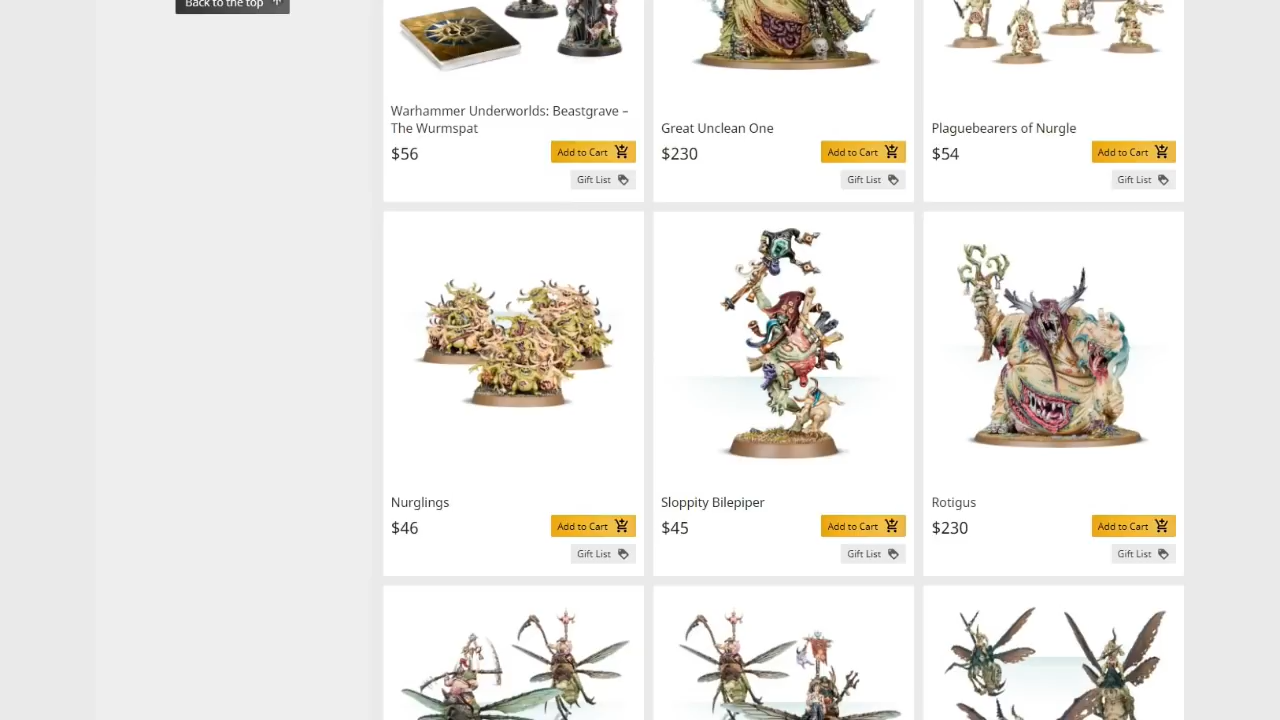 Back to the top
Warhammer Underworlds: Beastgrave –
The Wurmspat
$56
Add to Cart
Gift List
Great Unclean One
$230
Add to Cart
Gift List
Plaguebearers of Nurgle
$54
Add to Cart
Gift List
Nurglings
$46
Add to Cart
Gift List
Sloppity Bilepiper
$45
Add to Cart
Gift List
Rotigus
$230
Add to Cart
Gift List